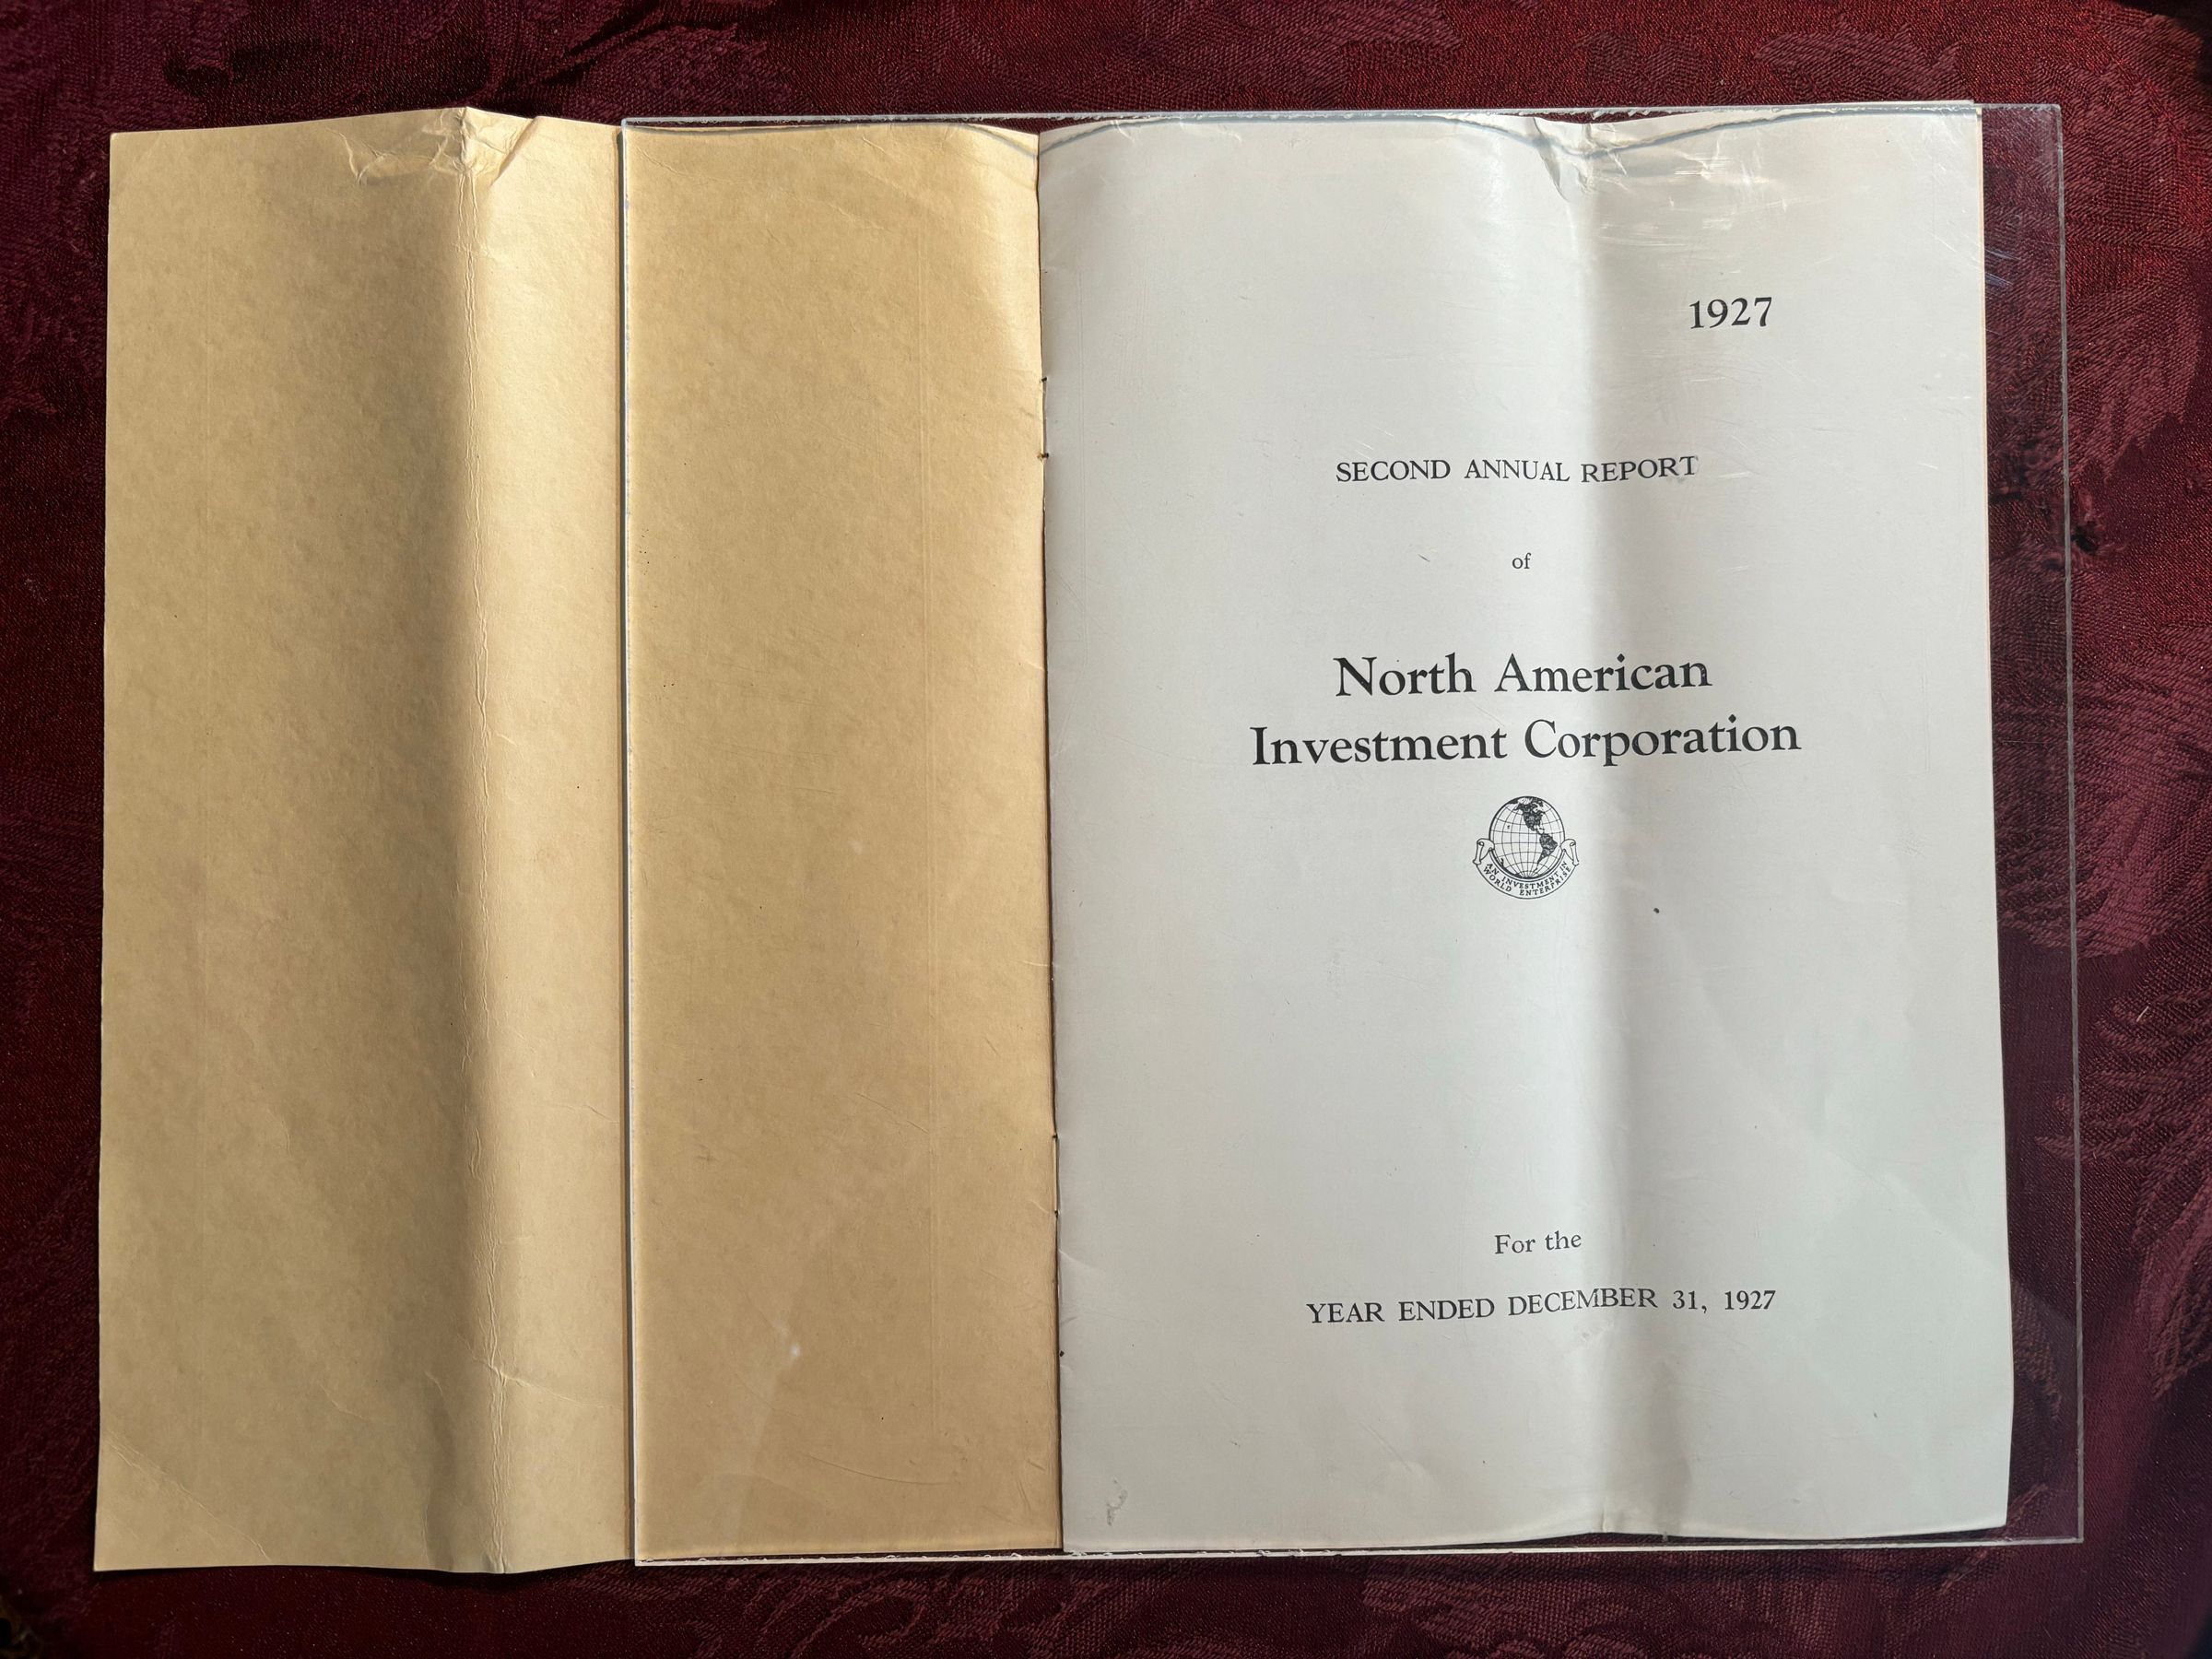 1927
SECOND ANNUAL REPORT
of
North American
Investment Corporation
AN INVESTMENT IN
WORLD ENTERPRISE
For the
YEAR ENDED DECEMBER 31, 1927